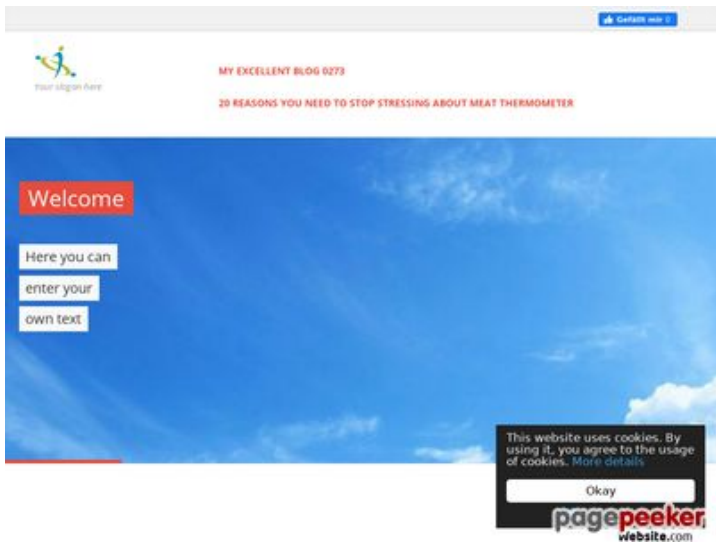 Gefällt mir 0
Your slogan here
MY EXCELLENT BLOG 0273
20 REASONS YOU NEED TO STOP STRESSING ABOUT MEAT THERMOMETER
Welcome
Here you can
enter your
own text
This website uses cookies. By
using it, you agree to the usage
of cookies. More details
Okay
pagepeeker
website.com